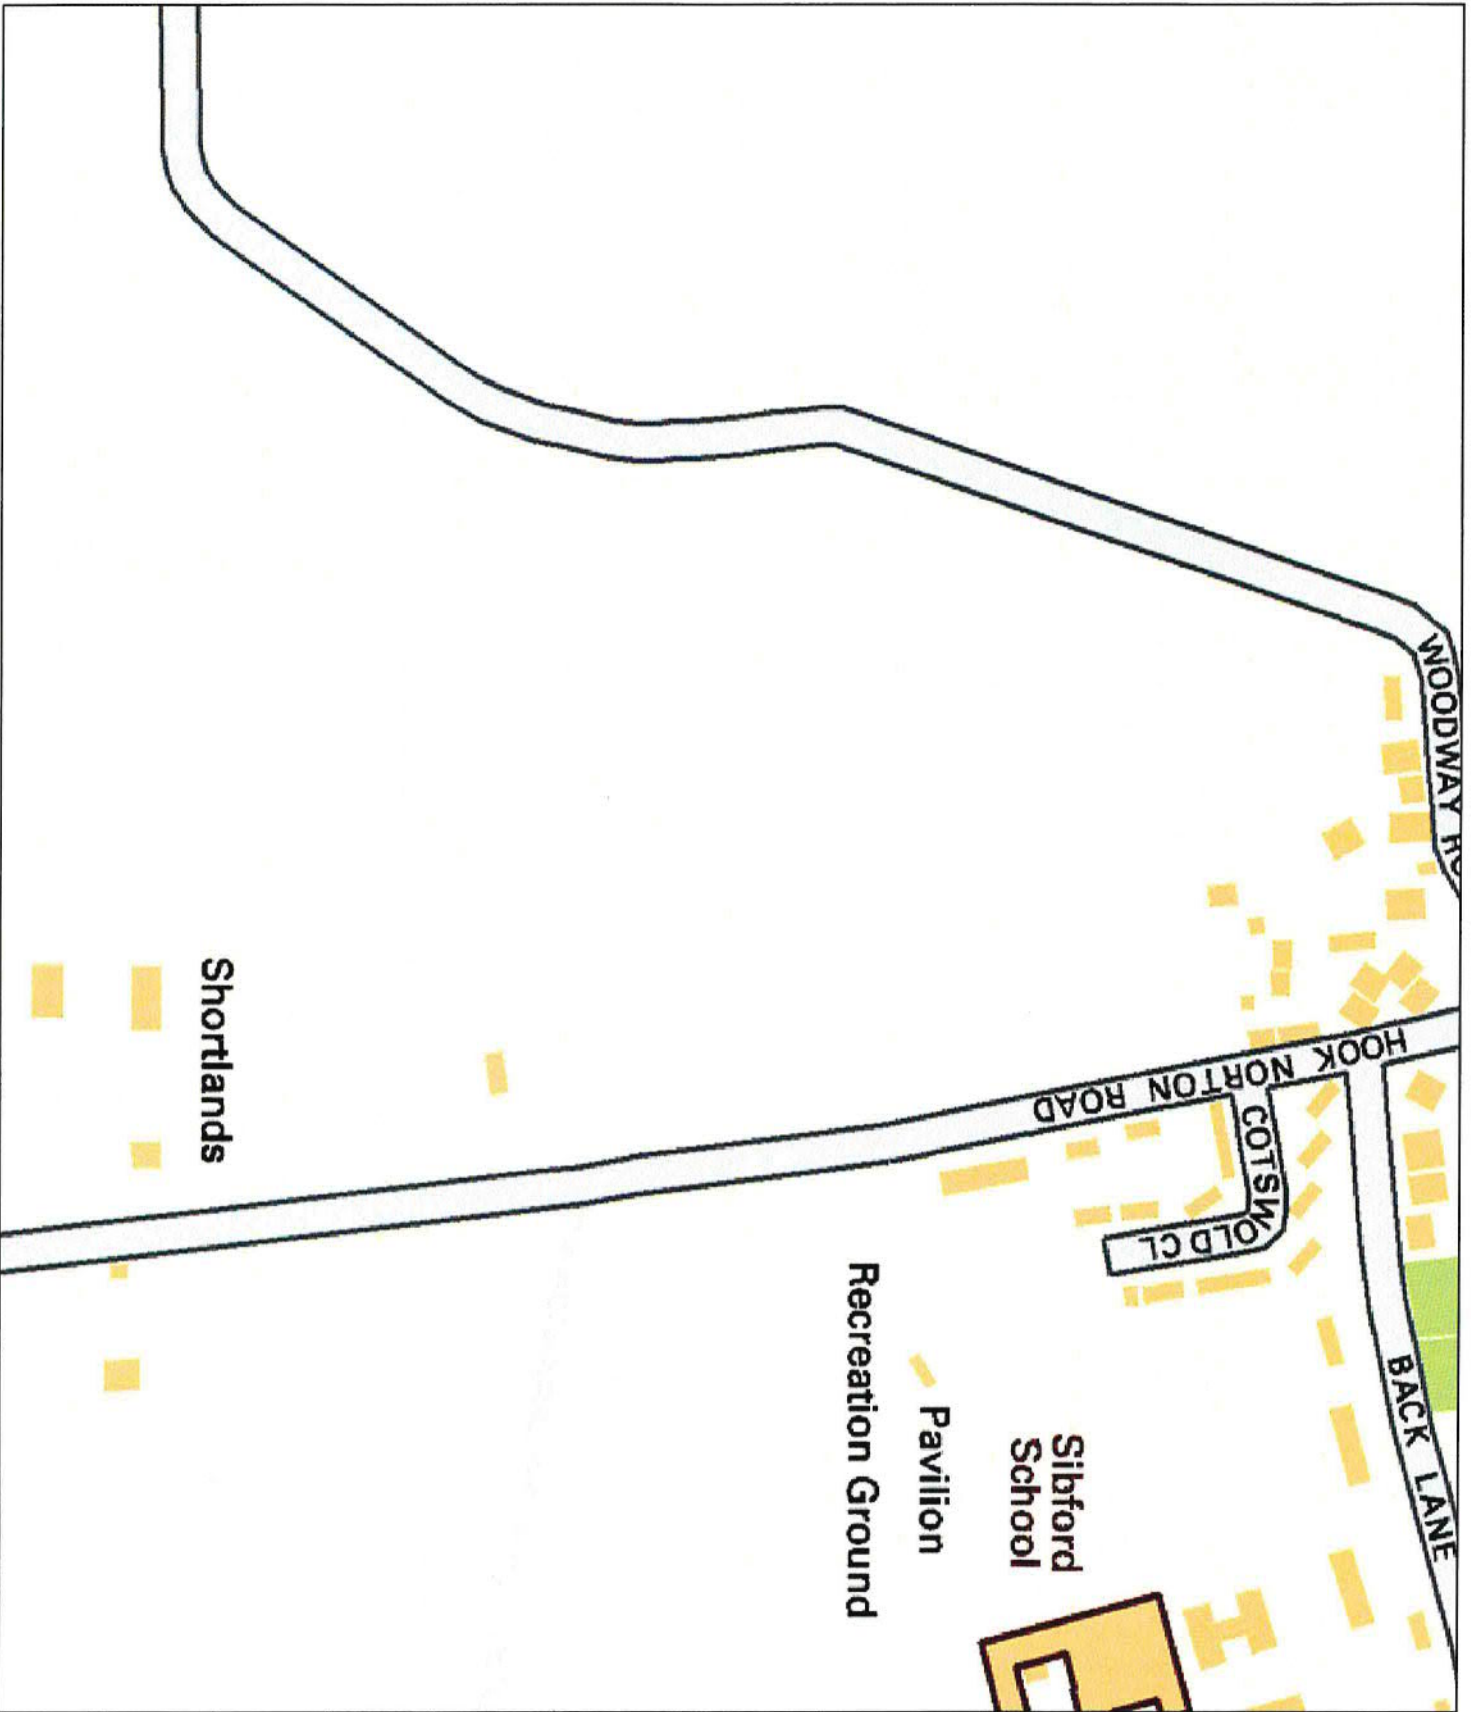 WOODWAY RO
HOOK NORTON ROAD
COTSWOLD CL
BACK LANE
Sibford
School
Pavilion
Recreation Ground
Shortlands